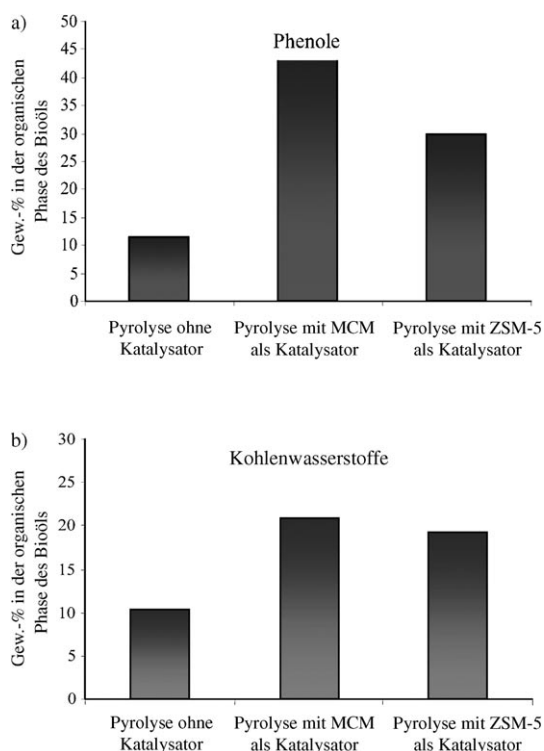 a)
Phenole
Gew.-% in der organischen
Phase des Bioöls
50
45
40
35
30
25
20
15
10
5
0
Pyrolyse ohne
Katalysator
Pyrolyse mit MCM
als Katalysator
Pyrolyse mit ZSM-5
als Katalysator
b)
Kohlenwasserstoffe
Gew.-% in der organischen
Phase des Bioöls
30
25
20
15
10
5
0
Pyrolyse ohne
Katalysator
Pyrolyse mit MCM
als Katalysator
Pyrolyse mit ZSM-5
als Katalysator